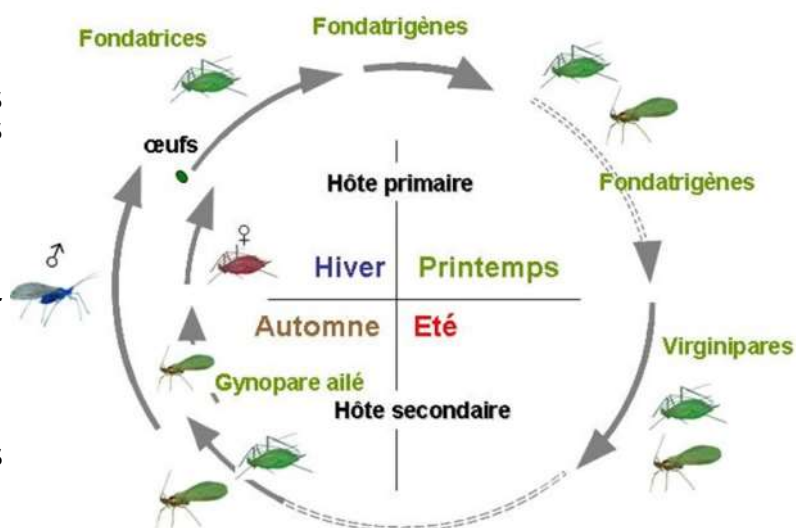 Fondatrices
Fondatrigènes
œufs
Hôte primaire
Fondatrigènes
♂
♀
Hiver
Printemps
Automne
Eté
Virginipares
Gynopare ailé
Hôte secondaire